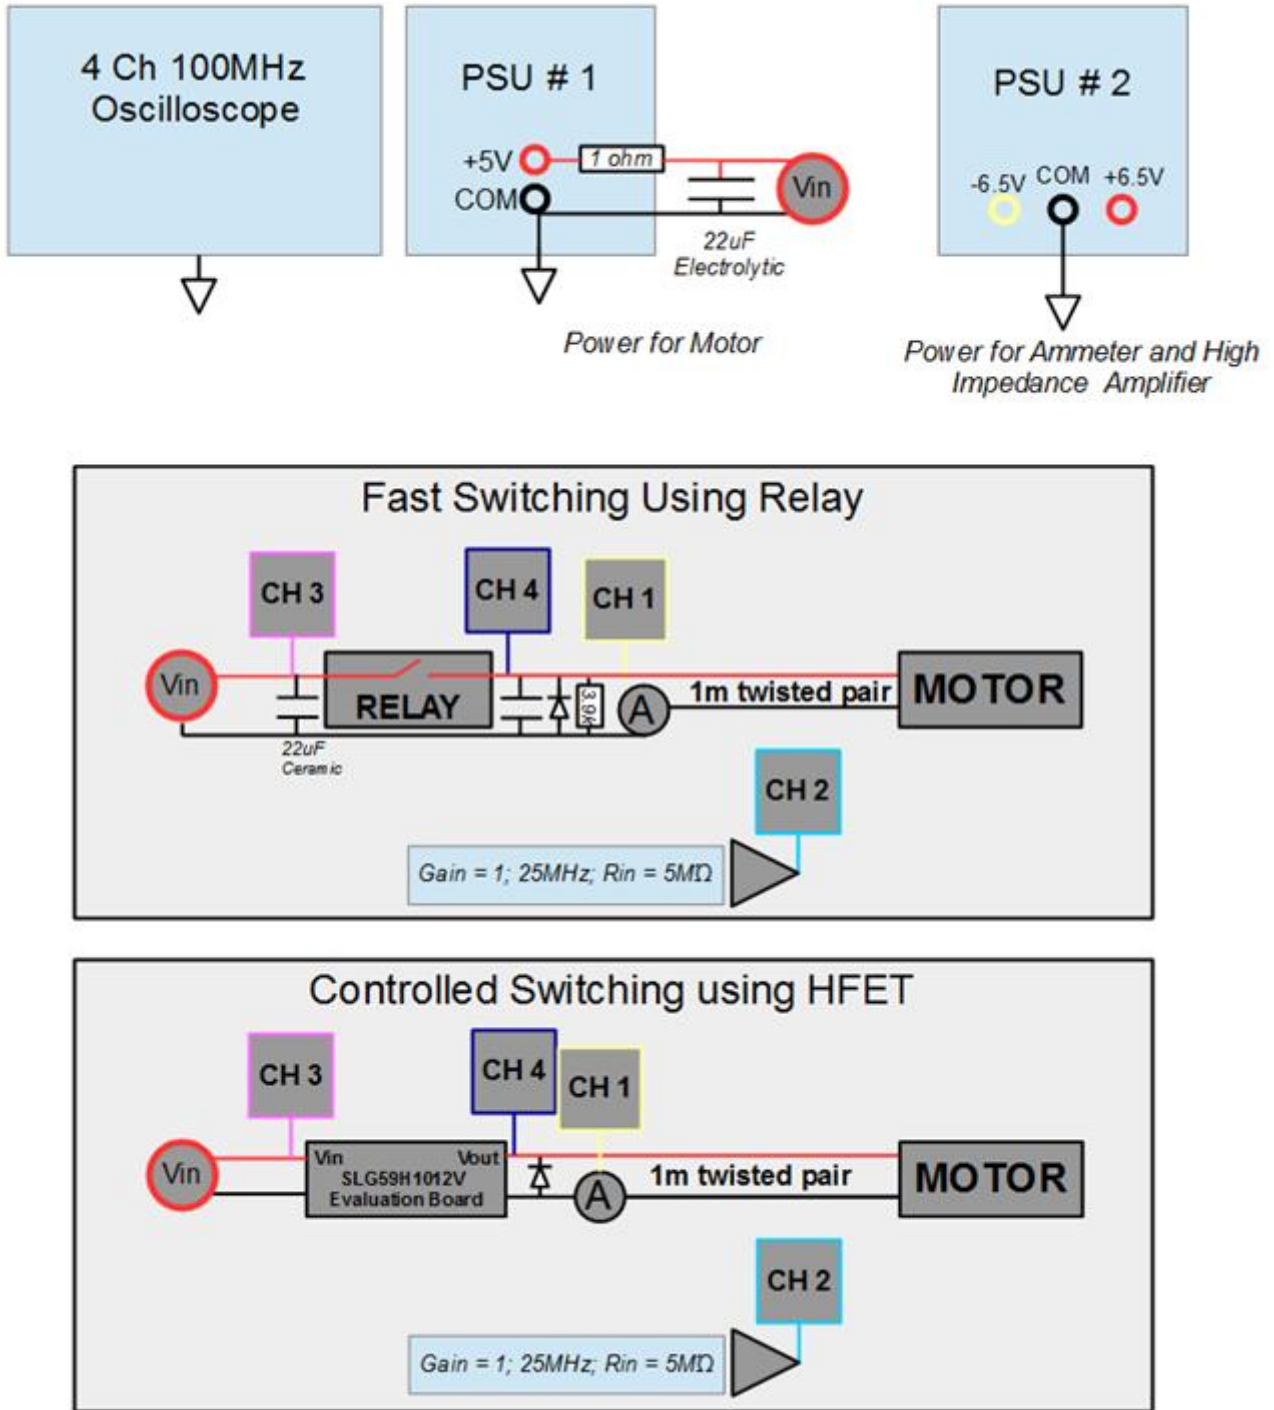 4 Ch 100MHz
Oscilloscope
PSU # 1
+5V
1 ohm
COM
Vin
22uF
Electrolytic
Power for Motor
PSU # 2
-6.5V COM +6.5V
Power for Ammeter and High
Impedance Amplifier
Fast Switching Using Relay
CH 3
CH 4
CH 1
Vin
RELAY
3.9k
A
1m twisted pair
MOTOR
22uF
Ceramic
CH 2
Gain = 1; 25MHz; Rin = 5MΩ
Controlled Switching using HFET
CH 3
CH 4
CH 1
Vin
Vin Vout
SLG59H1012V
Evaluation Board
A
1m twisted pair
MOTOR
CH 2
Gain = 1; 25MHz; Rin = 5MΩ